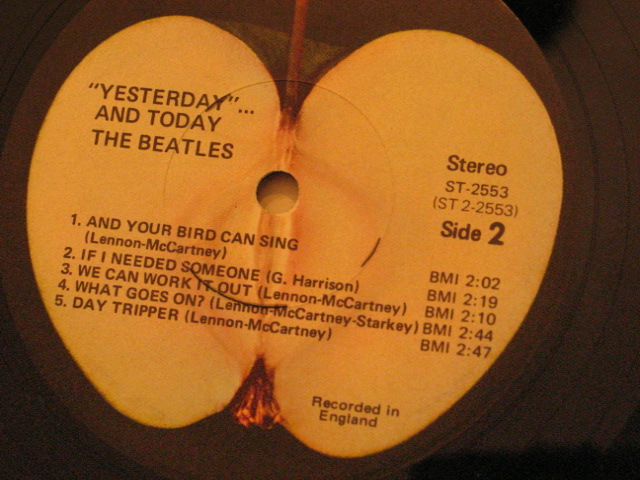 "YESTERDAY"...
AND TODAY
THE BEATLES
Stereo
ST-2553
(ST 2-2553)
Side 2
1. AND YOUR BIRD CAN SING
(Lennon-McCartney) BMI 2:02
2. IF I NEEDED SOMEONE (G. Harrison) BMI 2:19
3. WE CAN WORK IT OUT (Lennon-McCartney) BMI 2:10
4. WHAT GOES ON? (Lennon-McCartney-Starkey) BMI 2:44
5. DAY TRIPPER (Lennon-McCartney) BMI 2:47
Recorded in
England